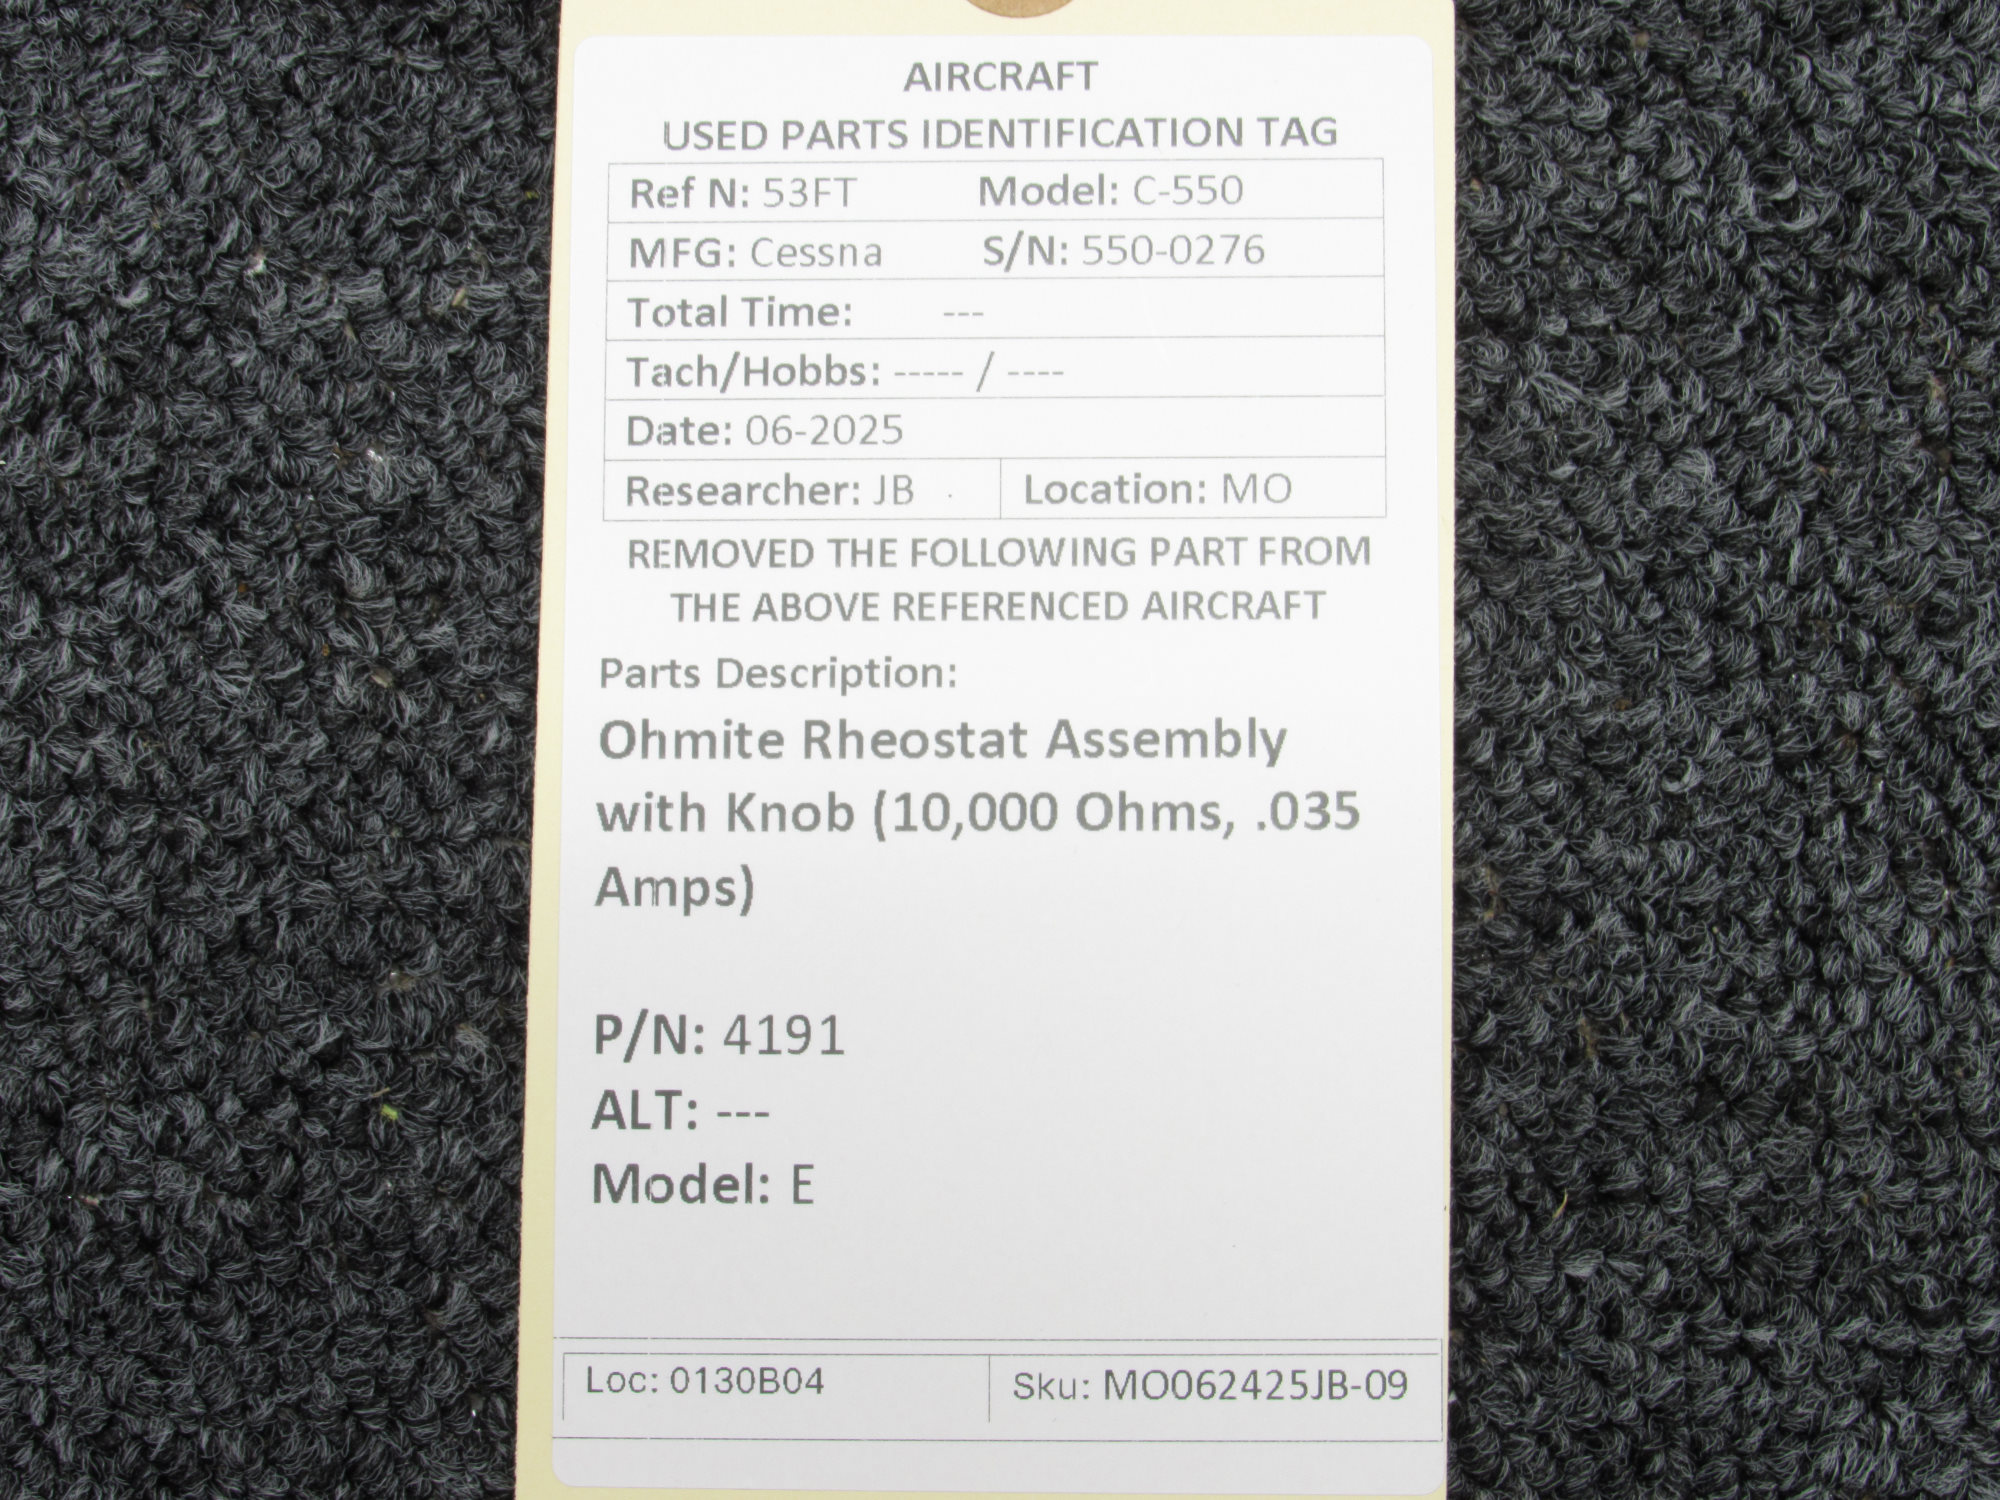 AIRCRAFT
USED PARTS IDENTIFICATION TAG
Ref N: 53FT Model: C-550
MFG: Cessna S/N: 550-0276
Total Time: ---
Tach/Hobbs: ----- / ----
Date: 06-2025
Researcher: JB Location: MO
REMOVED THE FOLLOWING PART FROM
THE ABOVE REFERENCED AIRCRAFT
Parts Description:
Ohmite Rheostat Assembly
with Knob (10,000 Ohms, .035
Amps)
P/N: 4191
ALT: ---
Model: E
Loc: 0130B04 Sku: MO062425JB-09